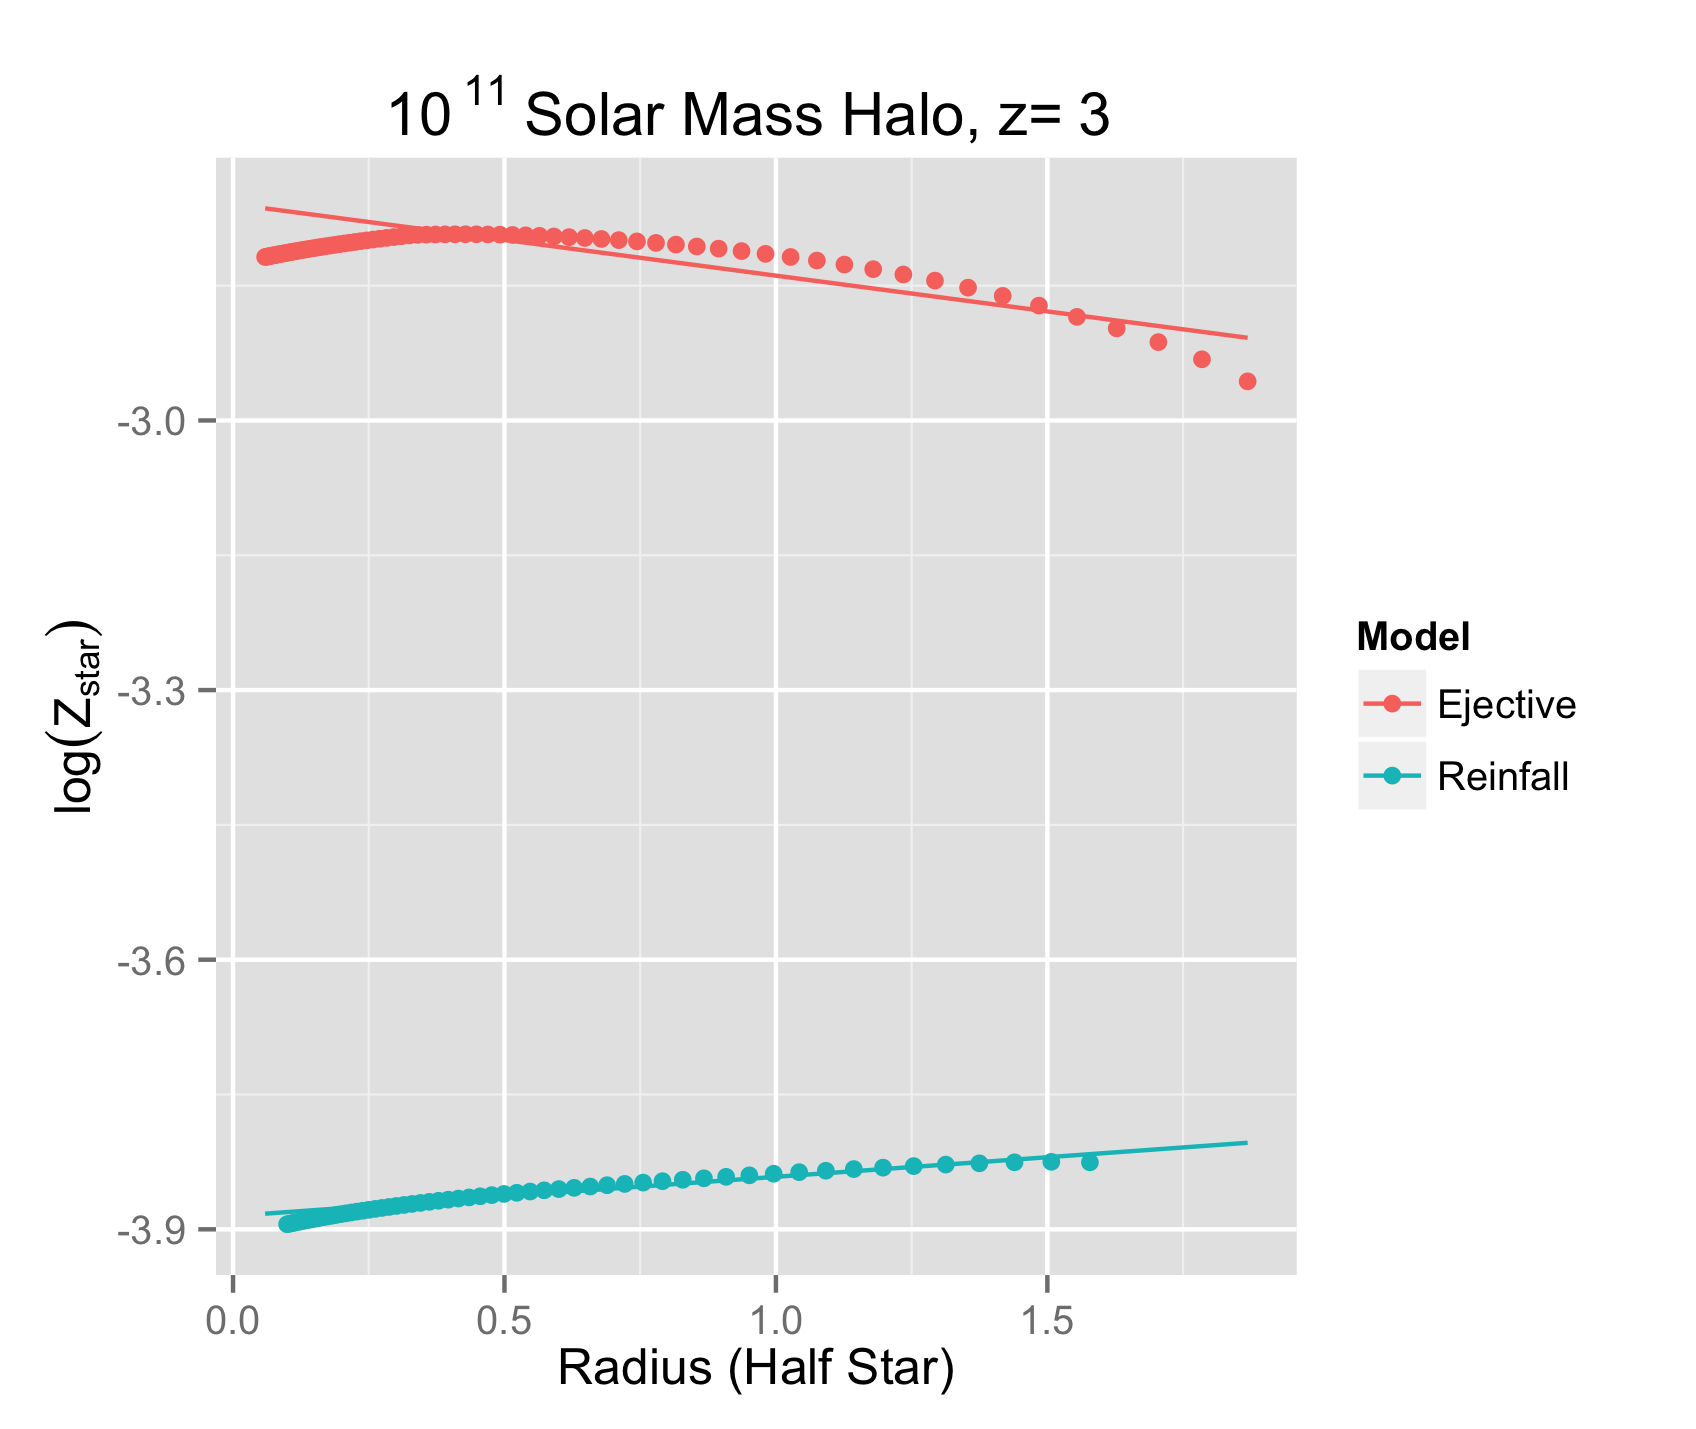 10 11 Solar Mass Halo, z= 3
log(Zstar)
-3.0
-3.3
-3.6
-3.9
0.0 0.5 1.0 1.5
Radius (Half Star)
Model
Ejective
Reinfall